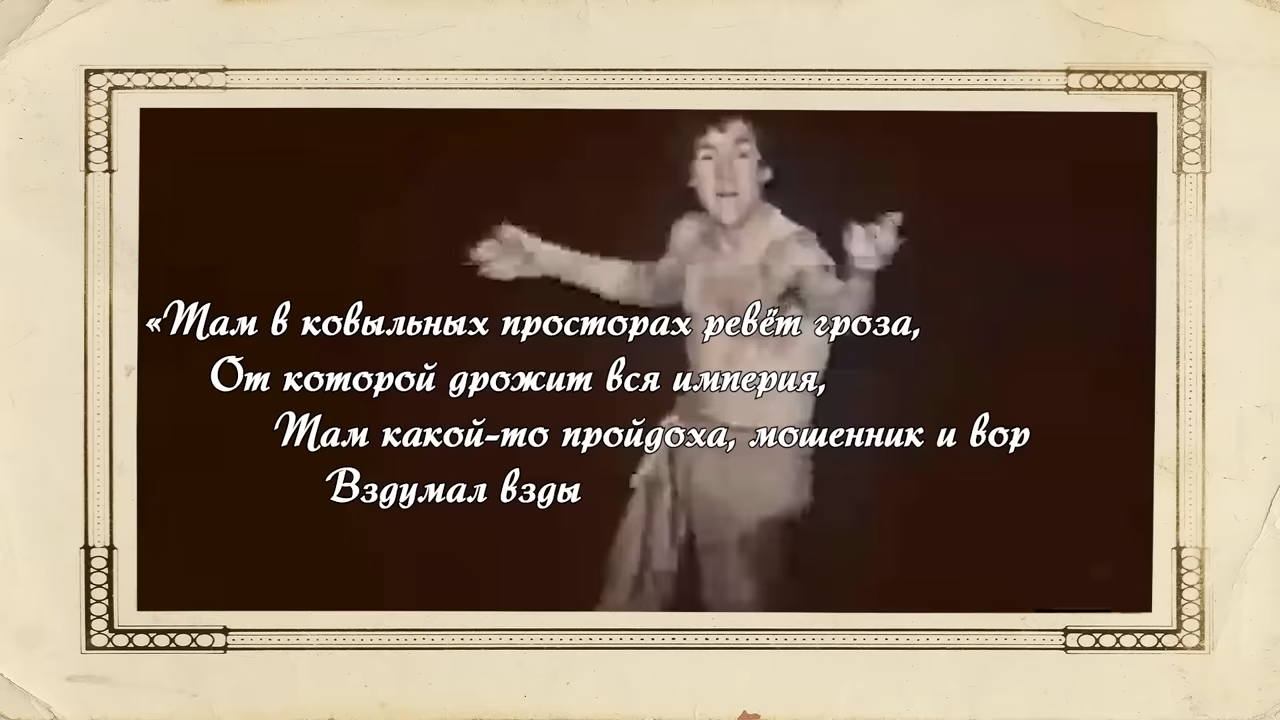 «Там в ковыльных просторах ревёт гроза,
От которой дрожит вся империя,
Там какой-то пройдоха, мошенник и вор
Вздумал взды